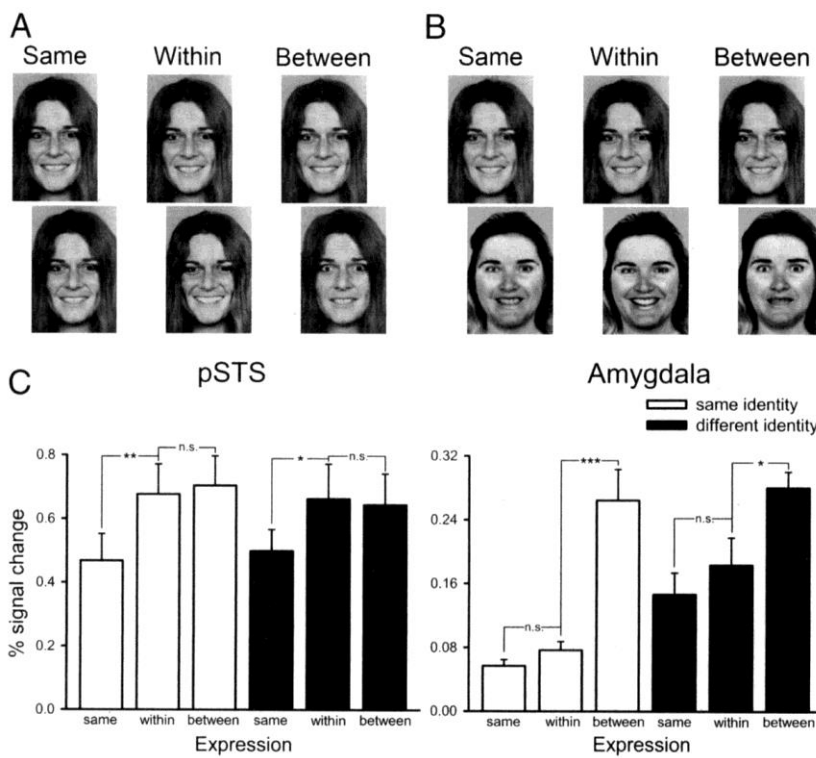 A
B
Same Within Between
Same Within Between
C
pSTS
Amygdala
same identity
different identity
% signal change
0.8
0.6
0.4
0.2
0.0
**
n.s.
*
n.s.
same within between same within between
Expression
0.32
0.24
0.16
0.08
0.00
n.s.
***
n.s
*
same within between same within between
Expression